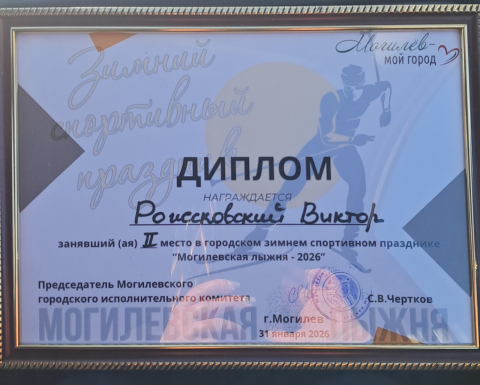 Могилев-
мой город
Зимний
спортивный
праздник
ДИПЛОМ
НАГРАЖДАЕТСЯ
Виктор
занявший (ая) II место в городском зимнем спортивном празднике
“Могилевская лыжня - 2026”
Председатель Могилевского
городского исполнительного комитета
С.В.Чертков
МОГИЛЕВСКАЯ ЛЫЖНЯ
г.Могилев
31 января 2026